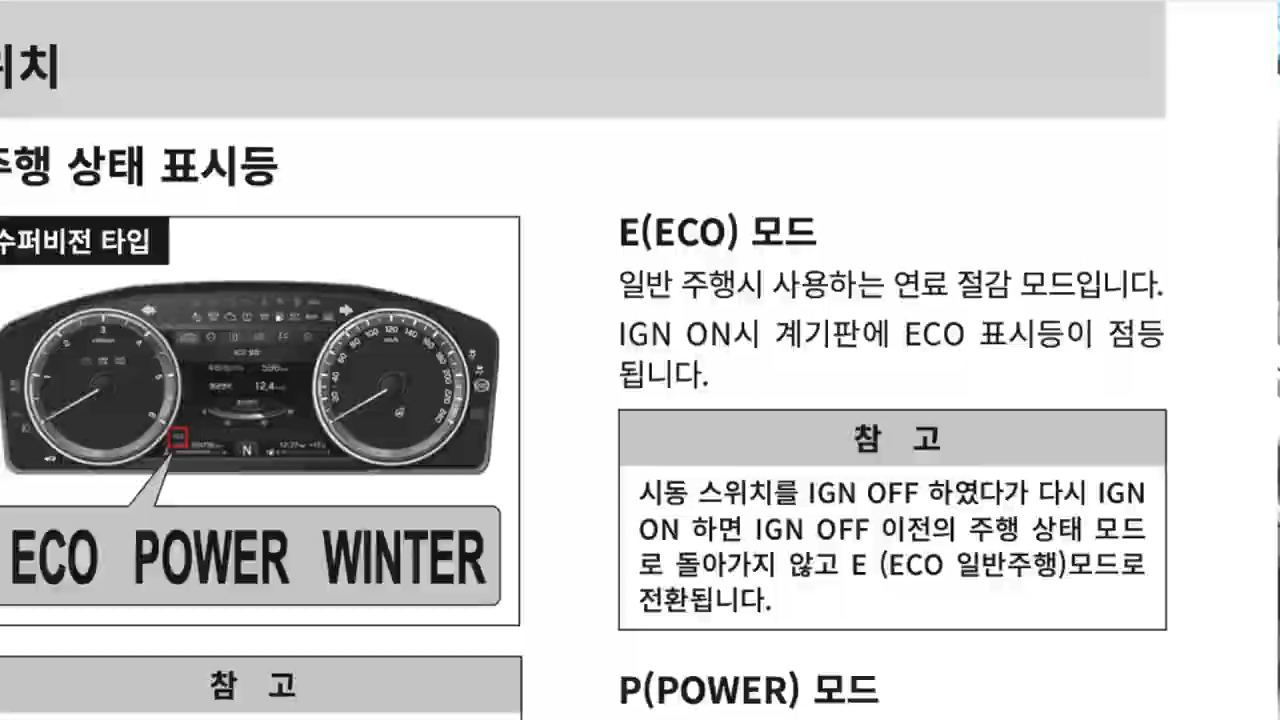 위치
주행 상태 표시등
수퍼비전 타입
N
ECO POWER WINTER
참 고
E(ECO) 모드
일반 주행시 사용하는 연료 절감 모드입니다.
IGN ON시 계기판에 ECO 표시등이 점등
됩니다.
참 고
시동 스위치를 IGN OFF 하였다가 다시 IGN
ON 하면 IGN OFF 이전의 주행 상태 모드
로 돌아가지 않고 E (ECO 일반주행)모드로
전환됩니다.
P(POWER) 모드